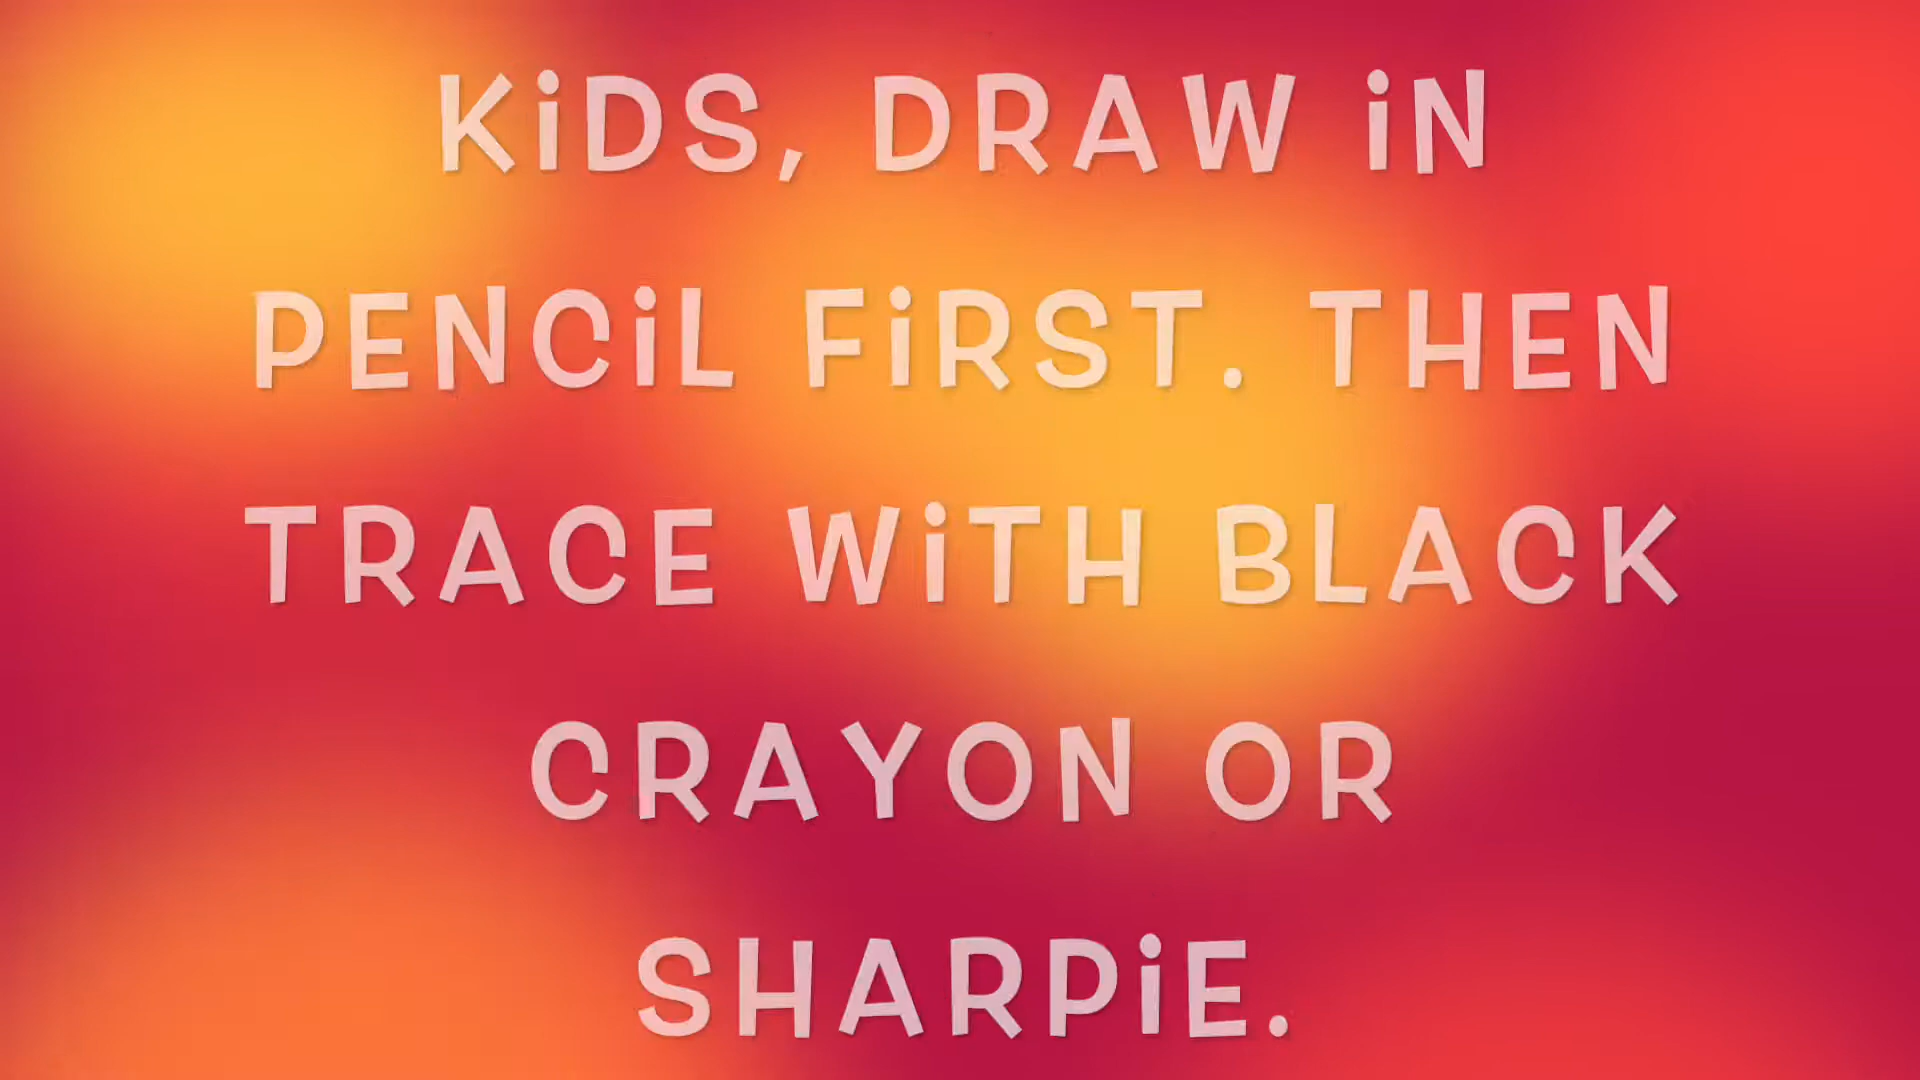 KiDS, DRAW iN
PENCiL FiRST. THEN
TRACE WiTH BLACK
CRAYON OR
SHARPiE.